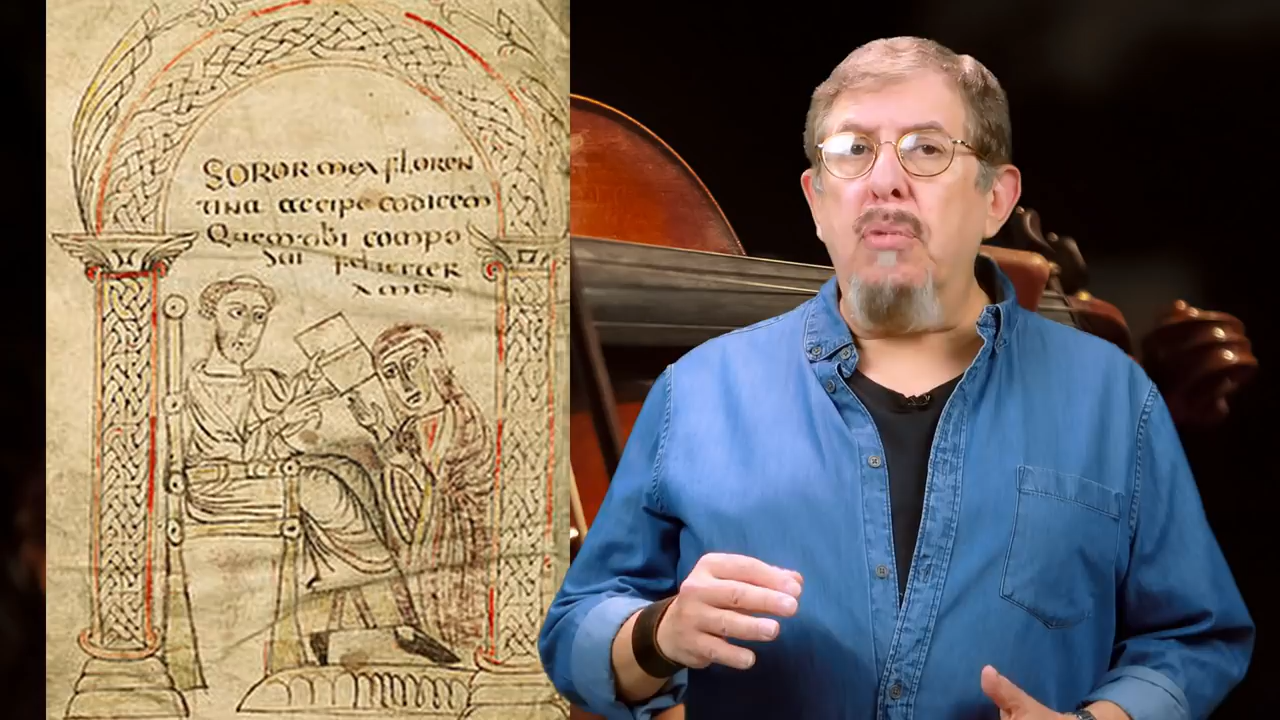 SOROR mea floren
tina accipe codicem
Quem tibi compo
sui feliciter
amen